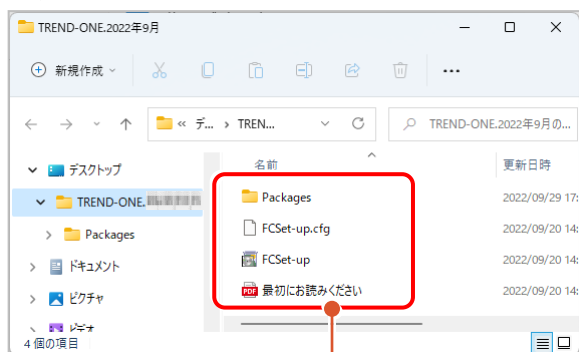 TREND-ONE.2022年9月
新規作成
« デ... › TREN...
TREND-ONE.2022年9月の...
名前
更新日時
デスクトップ
TREND-ONE.
Packages
ドキュメント
ピクチャ
ビデオ
Packages
2022/09/29 17:
FCSet-up.cfg
2022/09/20 14:
FCSet-up
2022/09/20 14:
PDF 最初にお読みください
2022/09/20 14:
4 個の項目